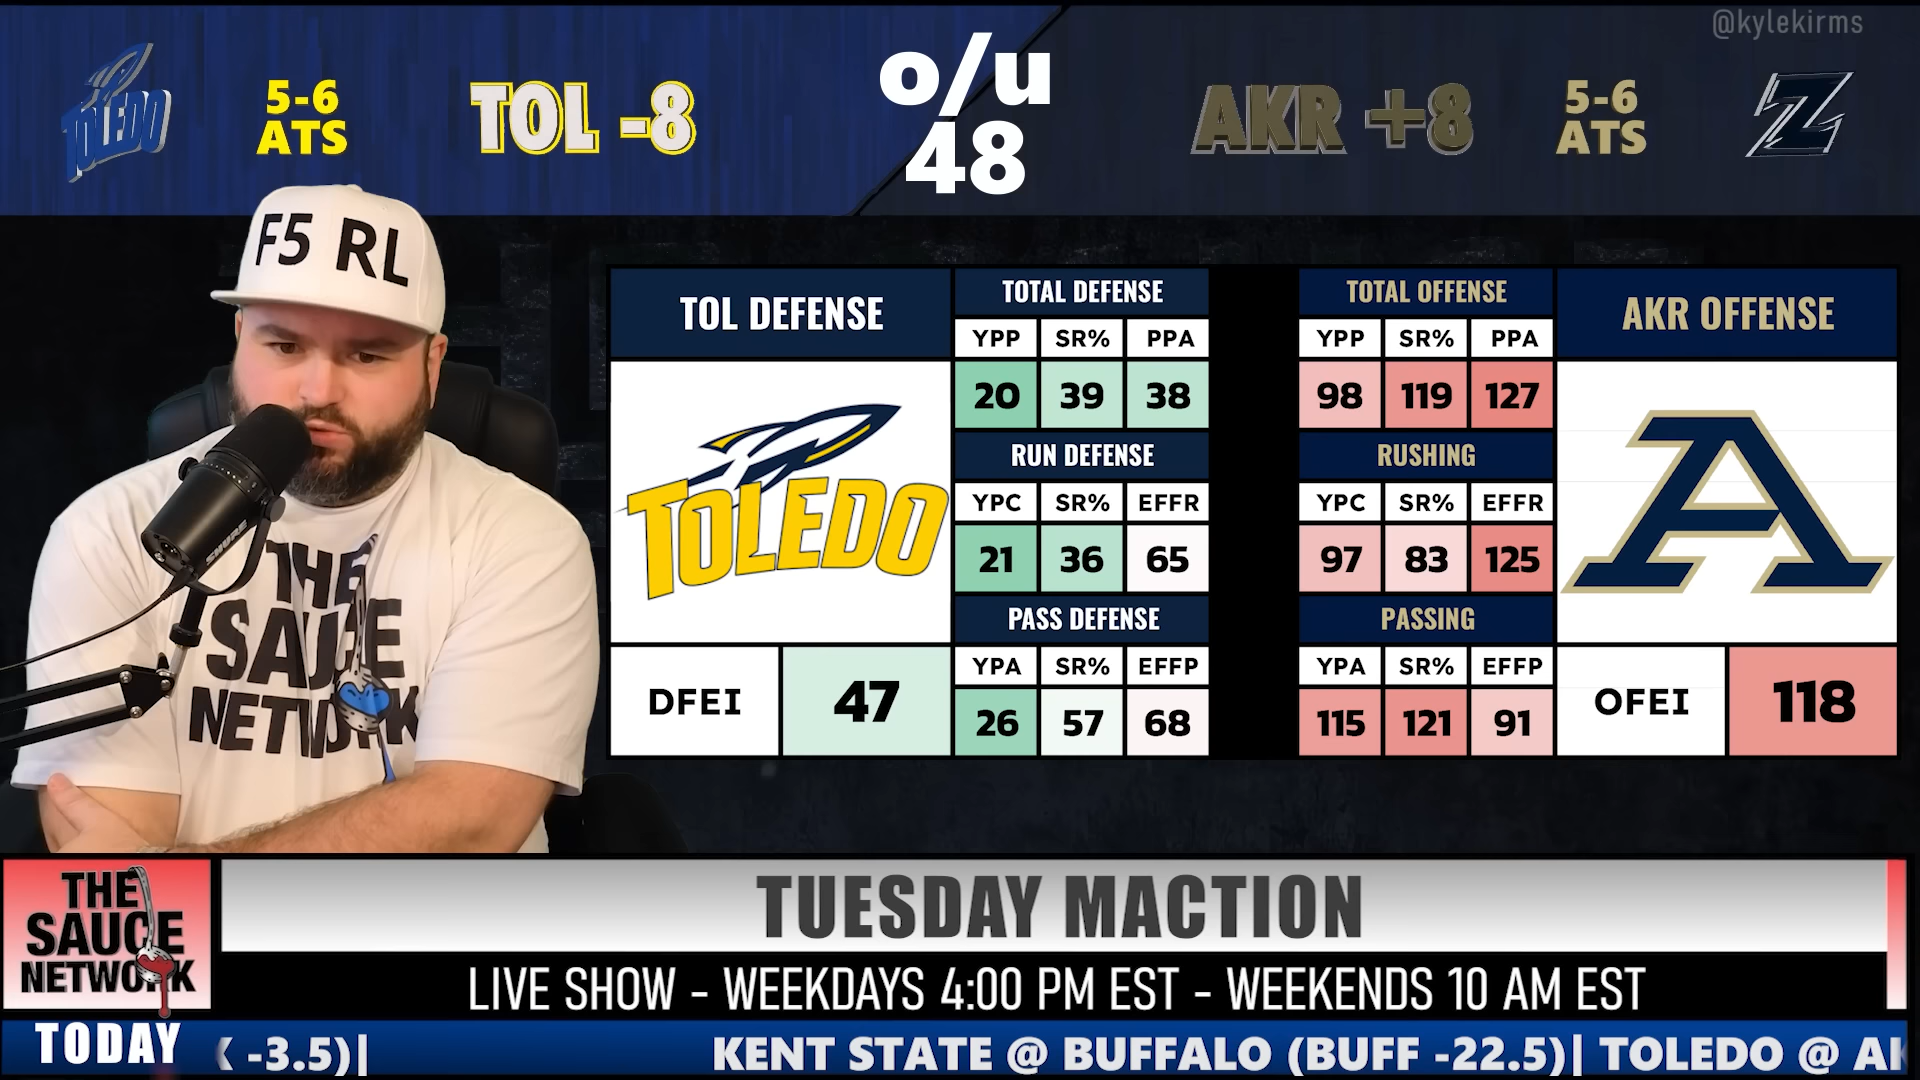 @kylekirms
TOLEDO
5-6
ATS
TOL -8
o/u
48
AKR +8
5-6
ATS
Z
F5 RL
THE
SAUCE
NETWORK
SHURE
TOL DEFENSE
TOLEDO
DFEI
47
TOTAL DEFENSE
YPP SR% PPA
20 39 38
RUN DEFENSE
YPC SR% EFFR
21 36 65
PASS DEFENSE
YPA SR% EFFP
26 57 68
TOTAL OFFENSE
YPP SR% PPA
98 119 127
RUSHING
YPC SR% EFFR
97 83 125
PASSING
YPA SR% EFFP
115 121 91
AKR OFFENSE
A
OFEI
118
THE
SAUCE
NETWORK
TUESDAY MACTION
LIVE SHOW - WEEKDAYS 4:00 PM EST - WEEKENDS 10 AM EST
TODAY
-3.5)| KENT STATE @ BUFFALO (BUFF -22.5)| TOLEDO @